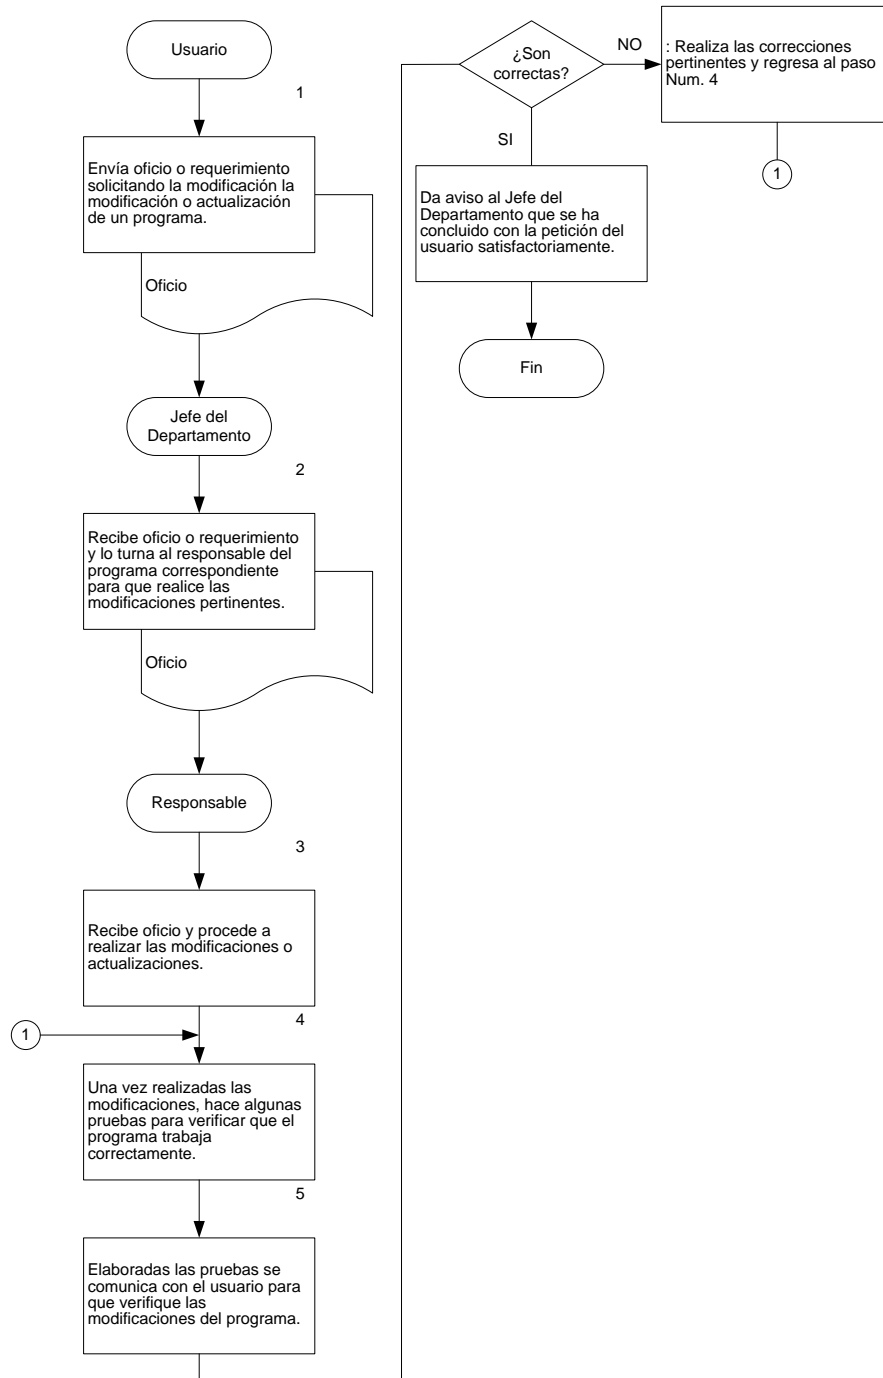 Usuario
1
Envía oficio o requerimiento
solicitando la modificación la
modificación o actualización
de un programa.
Oficio
Jefe del
Departamento
2
Recibe oficio o requerimiento
y lo turna al responsable del
programa correspondiente
para que realice las
modificaciones pertinentes.
Oficio
Responsable
3
Recibe oficio y procede a
realizar las modificaciones o
actualizaciones.
4
1
Una vez realizadas las
modificaciones, hace algunas
pruebas para verificar que el
programa trabaja
correctamente.
5
Elaboradas las pruebas se
comunica con el usuario para
que verifique las
modificaciones del programa.
¿Son
correctas?
NO
: Realiza las correcciones
pertinentes y regresa al paso
Num. 4
1
SI
Da aviso al Jefe del
Departamento que se ha
concluido con la petición del
usuario satisfactoriamente.
Fin